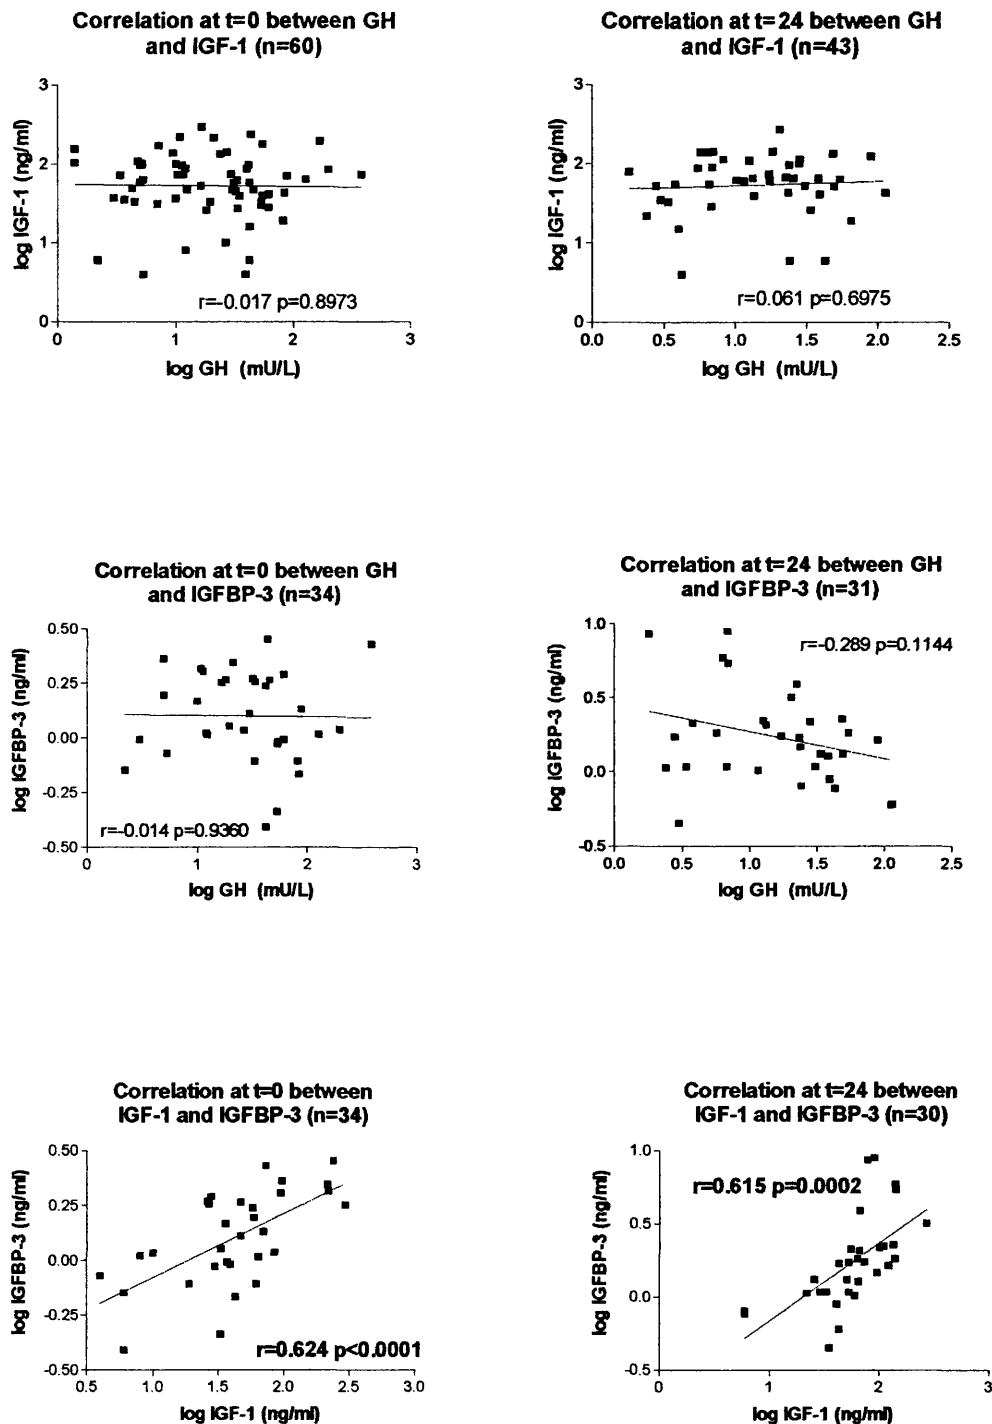 Correlation at t=0 between GH
and IGF-1 (n=60)
3
2
1
0
log IGF-1 (ng/ml)
r=-0.017 p=0.8973
0
1
2
3
log GH (mU/L)
Correlation at t=24 between GH
and IGF-1 (n=43)
3
2
1
0
log IGF-1 (ng/ml)
r=0.061 p=0.6975
0.0
0.5
1.0
1.5
2.0
2.5
log GH (mU/L)
Correlation at t=0 between GH
and IGFBP-3 (n=34)
0.50
0.25
0.00
-0.25
-0.50
log IGFBP-3 (ng/ml)
r=-0.014 p=0.9360
0
1
2
3
log GH (mU/L)
Correlation at t=24 between GH
and IGFBP-3 (n=31)
1.0
0.5
0.0
-0.5
log IGFBP-3 (ng/ml)
r=-0.289 p=0.1144
0.0
0.5
1.0
1.5
2.0
2.5
log GH (mU/L)
Correlation at t=0 between
IGF-1 and IGFBP-3 (n=34)
0.50
0.25
0.00
-0.25
-0.50
log IGFBP-3 (ng/ml)
r=0.624 p<0.0001
0.5
1.0
1.5
2.0
2.5
3.0
log IGF-1 (ng/ml)
Correlation at t=24 between
IGF-1 and IGFBP-3 (n=30)
1.0
0.5
0.0
-0.5
log IGFBP-3 (ng/ml)
r=0.615 p=0.0002
0
1
2
3
log IGF-1 (ng/ml)